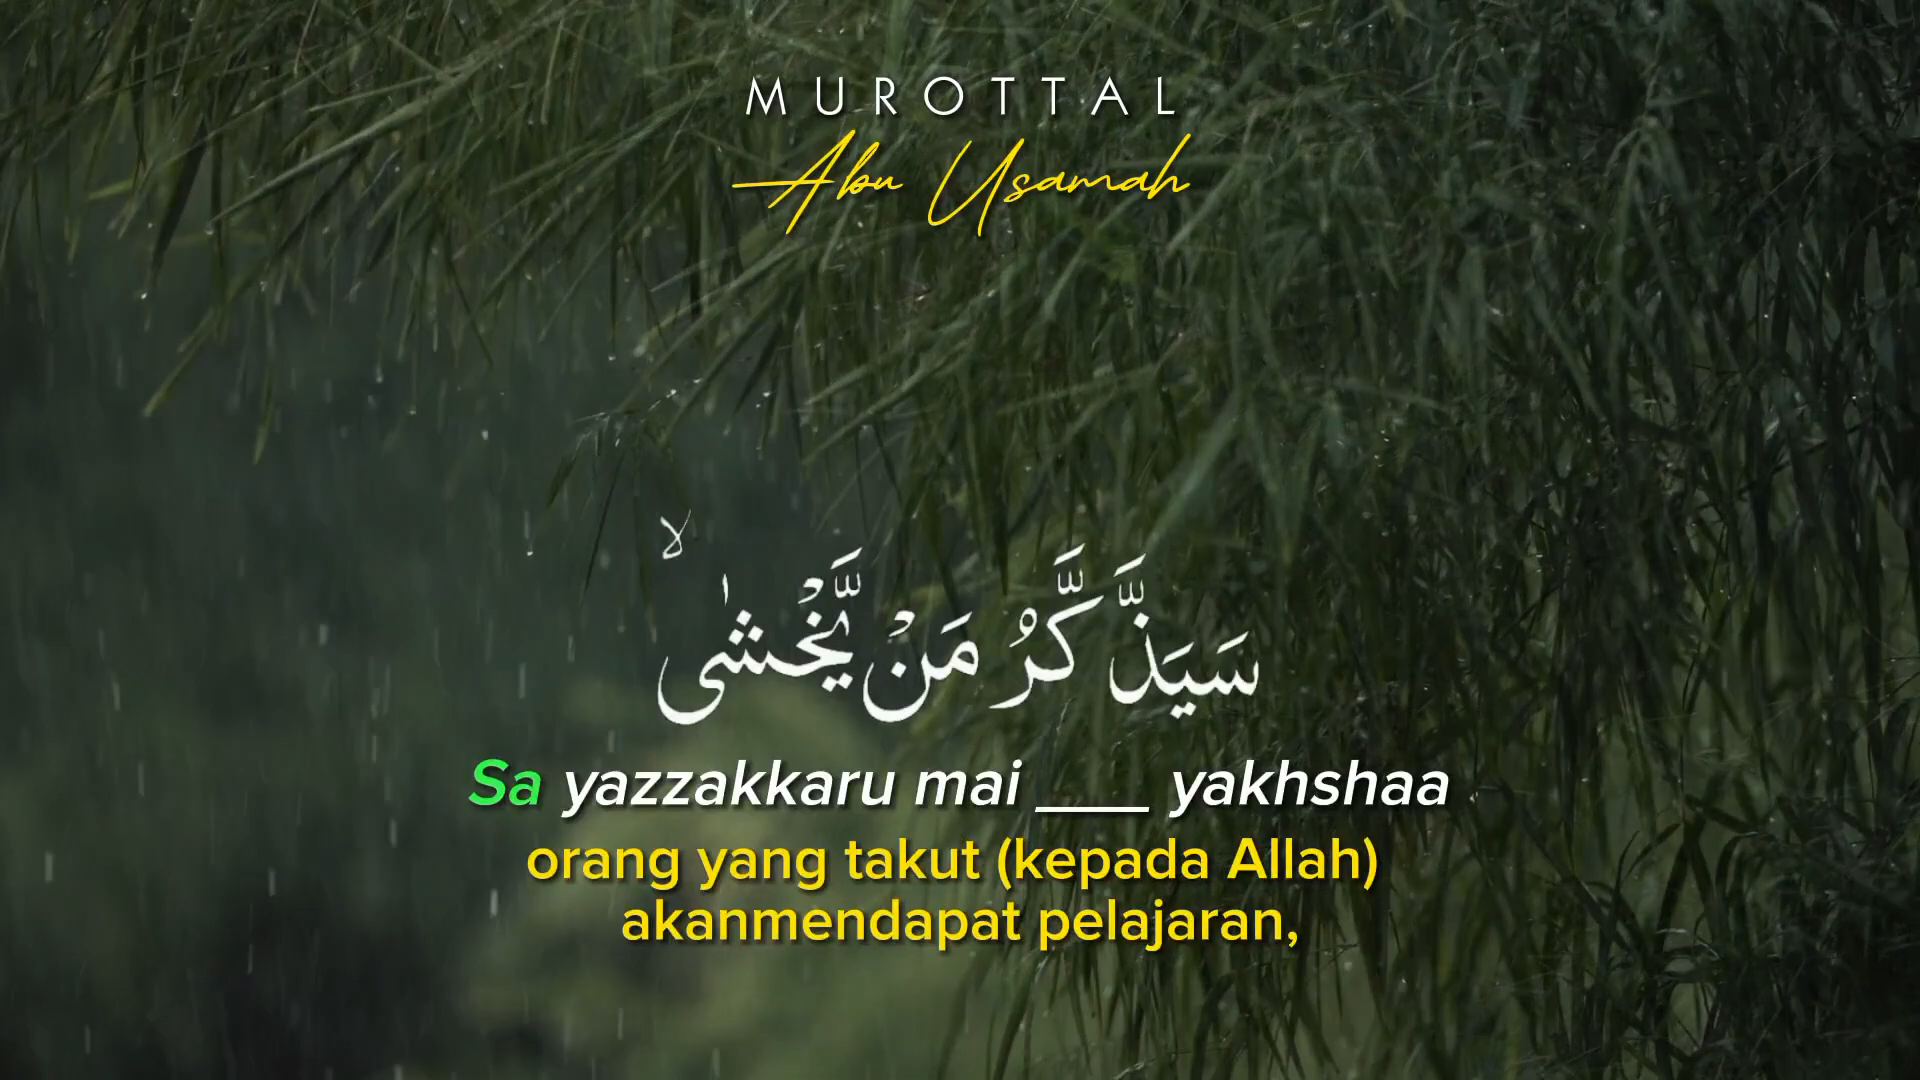 MUROTTAL
Abu Usamah
سَيَذَّكَّرُ مَنْ يَّخْشٰىۙ
Sa yazzakkaru mai ___ yakhshaa
orang yang takut (kepada Allah)
akanmendapat pelajaran,